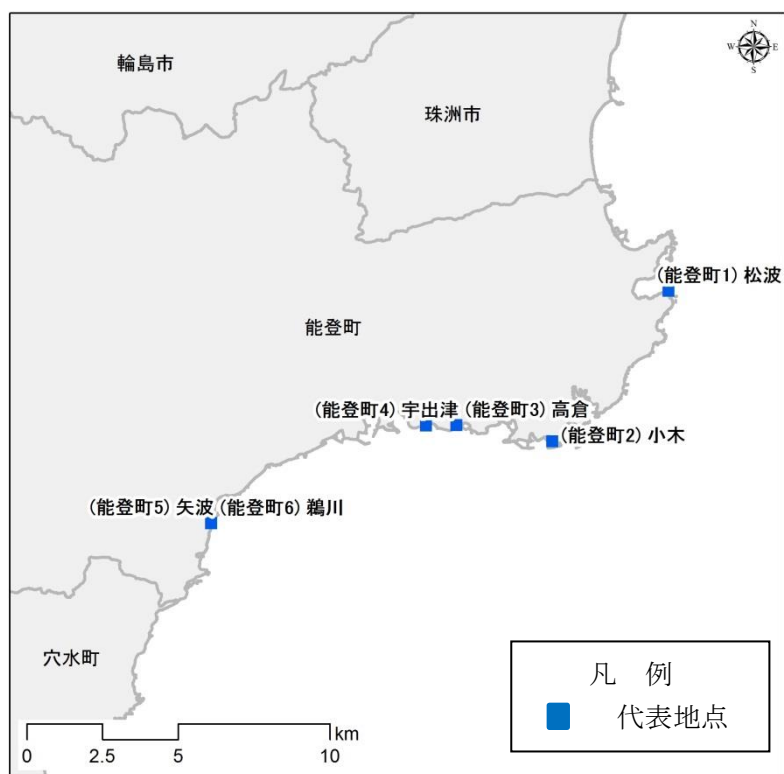 輪島市
N
W E
S
珠洲市
(能登町1) 松波
能登町
(能登町4) 宇出津 (能登町3) 高倉
(能登町2) 小木
(能登町5) 矢波 (能登町6) 鵜川
穴水町
凡 例
代表地点
km
0 2.5 5 10